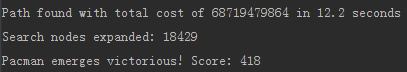 Path found with total cost of 68719479864 in 12.2 seconds
Search nodes expanded: 18429
Pacman emerges victorious! Score: 418